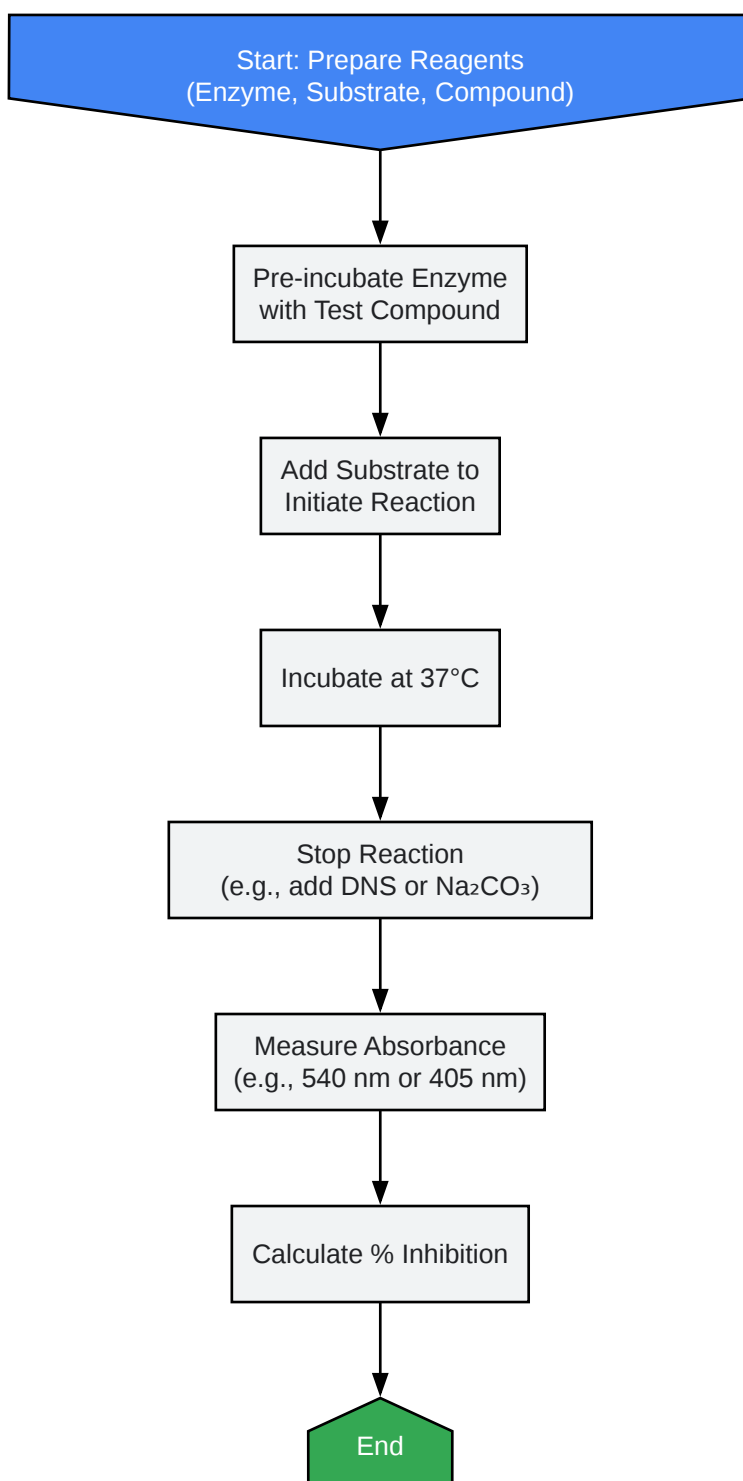 Start: Prepare Reagents
(Enzyme, Substrate, Compound)
Pre-incubate Enzyme
with Test Compound
Add Substrate to
Initiate Reaction
Incubate at 37°C
Stop Reaction
(e.g., add DNS or Na₂CO₃)
Measure Absorbance
(e.g., 540 nm or 405 nm)
Calculate % Inhibition
End